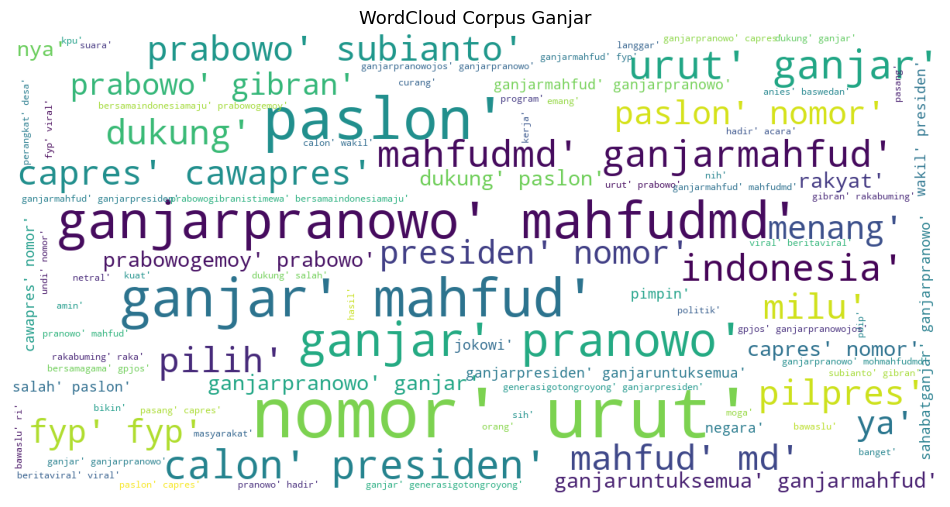 WordCloud Corpus Ganjar
nya'
kpu'
suara'
prabowo' subianto'
langgar'
ganjarpranowo' capres'
dukung' ganjar'
ganjarmahfud' fyp'
urut' ganjar'
ganjarpranowojos' ganjarpranowo'
prabowo' gibran'
curang'
ganjarmahfud' ganjarpranowo'
anies' baswedan'
pasang'
perangkat' desa'
fyp' viral'
bersamaindonesiamaju' prabowogemoy'
program'
emang'
paslon'
paslon' nomor'
wakil' presiden'
dukung'
calon' wakil'
kerja'
hadir' acara'
mahfudmd' ganjarmahfud'
capres' cawapres'
dukung' paslon'
nih'
rakyat'
urut' prabowo'
ganjarmahfud' mahfudmd'
gibran' rakabuming'
ganjarmahfud' ganjarpresiden'
prabowogibranistimewa' bersamaindonesiamaju'
ganjarpranowo' mahfudmd'
menang'
cawapres' nomor'
undi' nomor'
viral' beritaviral'
presiden' nomor'
prabowogemoy' prabowo'
indonesia'
netral'
kuat'
dukung' salah'
ganjar' mahfud'
hasil'
pimpin'
milu'
amin'
politik'
ganjarpranowo'
pranowo' mahfud'
ganjar' pranowo'
gpjos' ganjarpranowojos'
pdip'
jokowi'
capres' nomor'
rakabuming' raka'
pilih'
ganjarpranowo' mohmahfudmd'
bersamagama' gpjos'
ganjarpresiden' ganjaruntuksemua'
subianto' gibran'
salah' paslon'
ganjarpranowo' ganjar'
generasigotongroyong' ganjarpresiden'
pilpres'
sahabatganjar'
nomor' urut'
bikin'
pasang' capres'
sih'
moga'
ya'
bawaslu' ri'
fyp' fyp'
masyarakat'
orang'
negara'
bawaslu'
mahfud' md'
banget'
ganjar' ganjarpranowo'
calon' presiden'
beritaviral' viral'
paslon' capres'
pranowo' hadir'
ganjar' generasigotongroyong'
ganjaruntuksemua' ganjarmahfud'